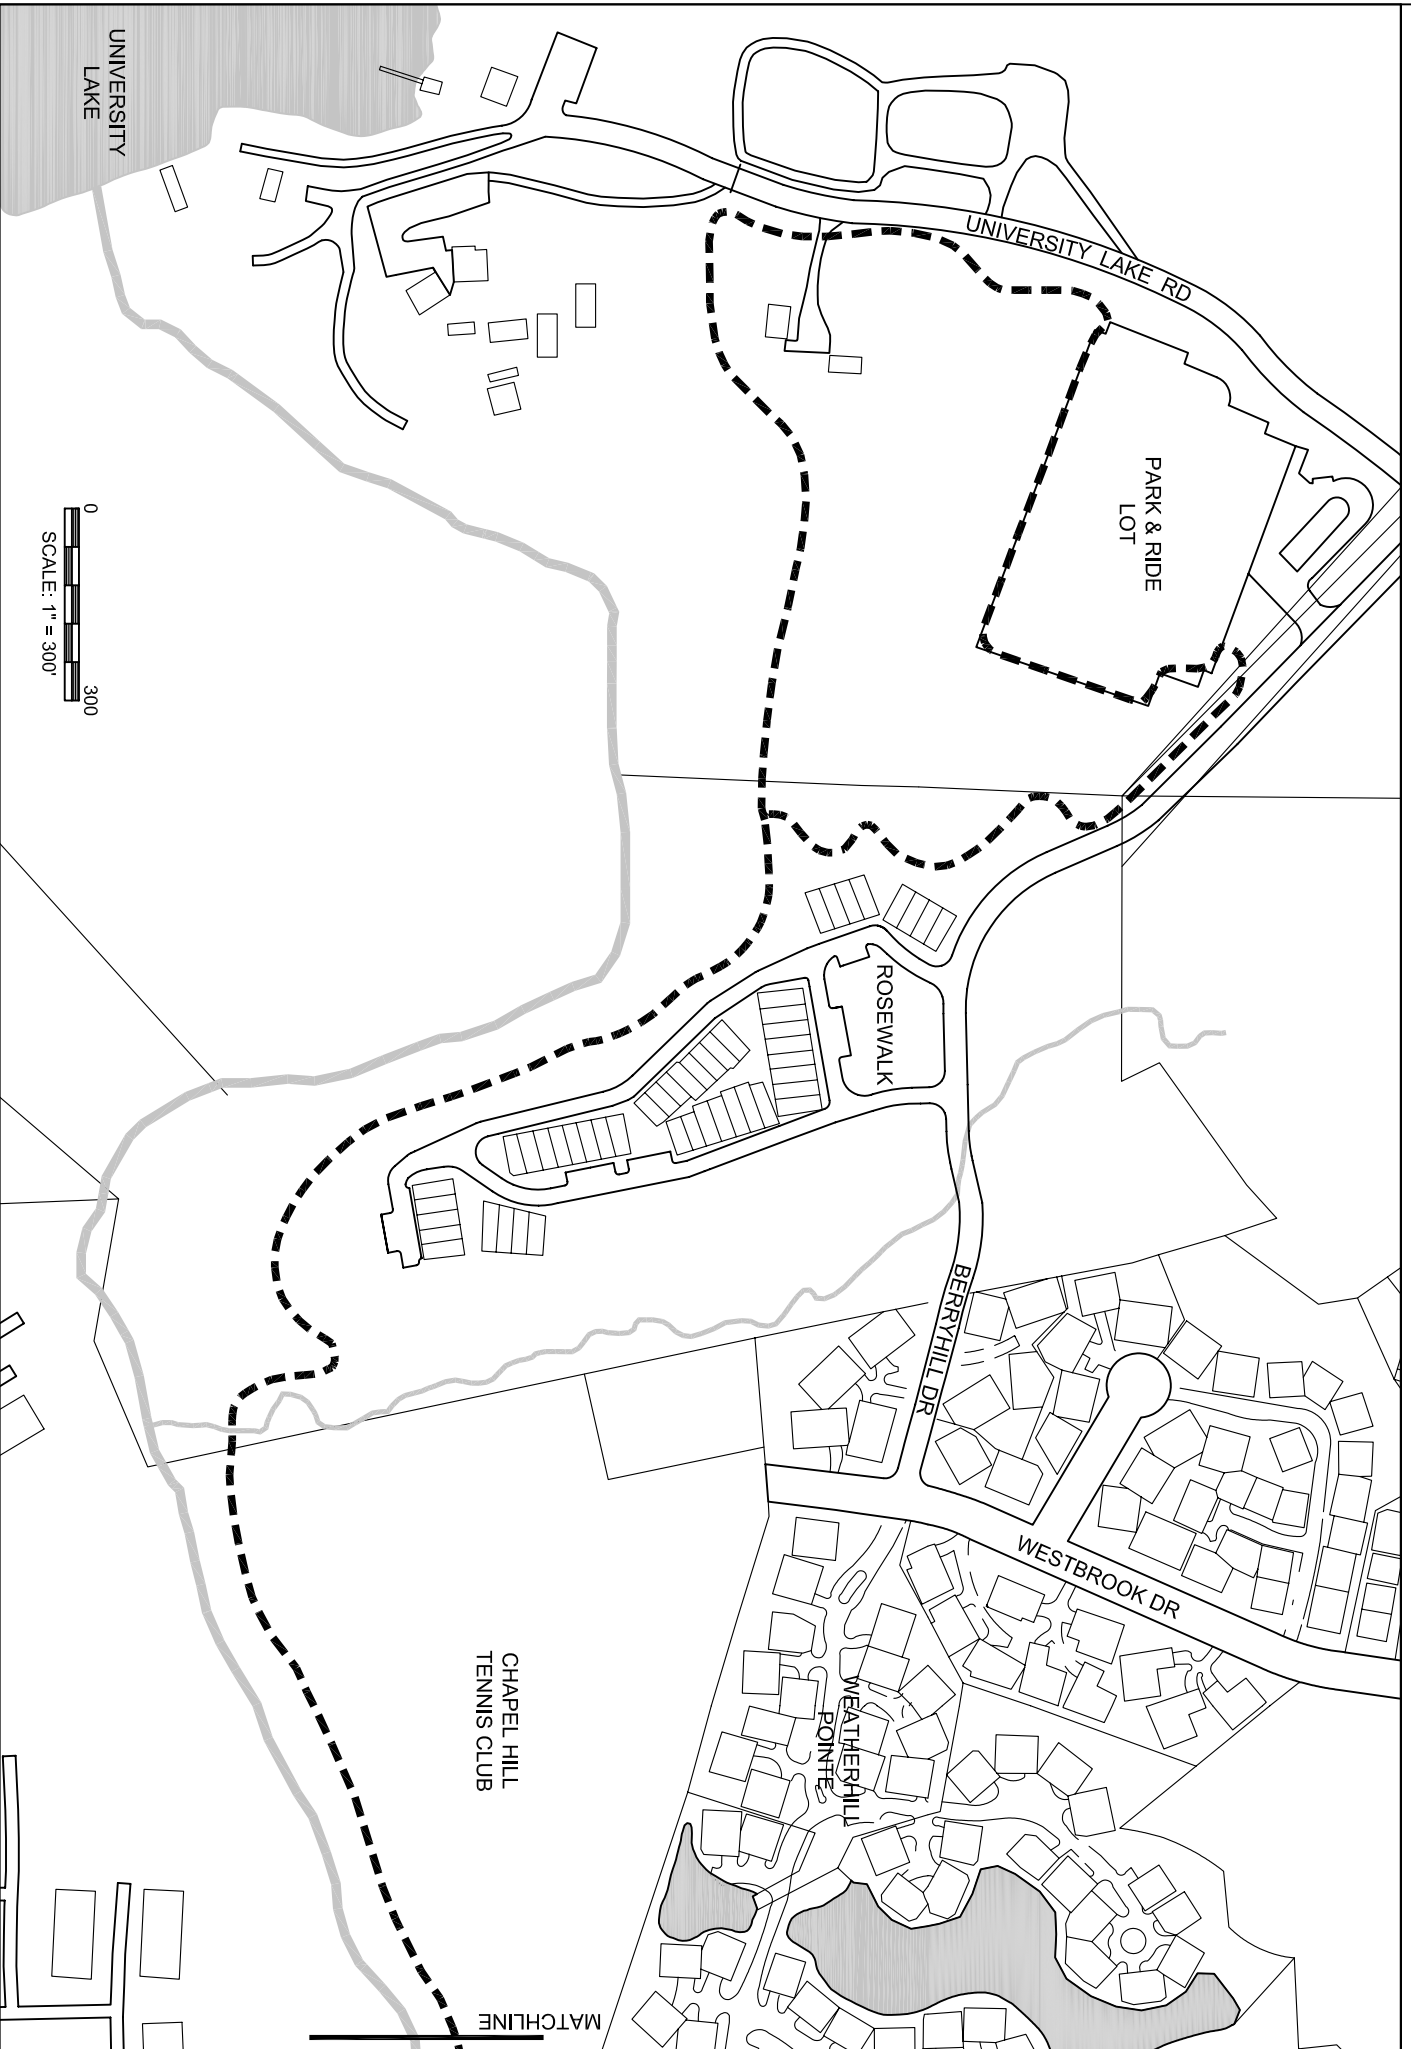 UNIVERSITY
LAKE
UNIVERSITY LAKE RD
PARK & RIDE
LOT
0
300
SCALE: 1" = 300'
ROSEWALK
BERRYHILL DR
WESTBROOK DR
CHAPEL HILL
TENNIS CLUB
WEATHERHILL
POINTE
MATCHLINE